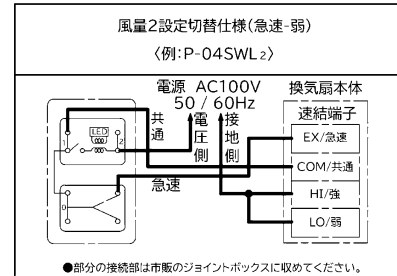 風量2設定切替仕様(急速-弱)
〈例:P-04SWL2〉
電源 AC100V
50 / 60Hz
換気扇本体
速結端子
共通
電圧側
接地側
LED
1
2
EX/急速
COM/共通
急速
HI/強
0
LO/弱
●部分の接続部は市販のジョイントボックスに収めてください。